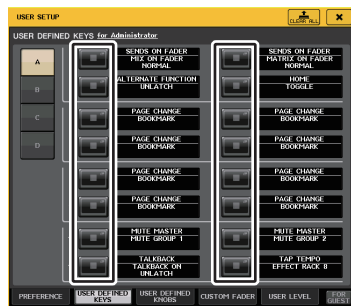 USER SETUP
CLEAR ALL
USER DEFINED KEYS for Administrator
A
B
C
D
SENDS ON FADER
MIX ON FADER
NORMAL
SENDS ON FADER
MATRIX ON FADER
NORMAL
ALTERNATE FUNCTION
UNLATCH
HOME
TOGGLE
PAGE CHANGE
BOOKMARK
PAGE CHANGE
BOOKMARK
PAGE CHANGE
BOOKMARK
PAGE CHANGE
BOOKMARK
PAGE CHANGE
BOOKMARK
PAGE CHANGE
BOOKMARK
PAGE CHANGE
BOOKMARK
PAGE CHANGE
BOOKMARK
MUTE MASTER
MUTE GROUP 1
MUTE MASTER
MUTE GROUP 2
TALKBACK
TALKBACK ON
UNLATCH
TAP TEMPO
EFFECT RACK 8
PREFERENCE
USER DEFINED
KEYS
USER DEFINED
KNOBS
CUSTOM FADER
USER LEVEL
FOR
GUEST